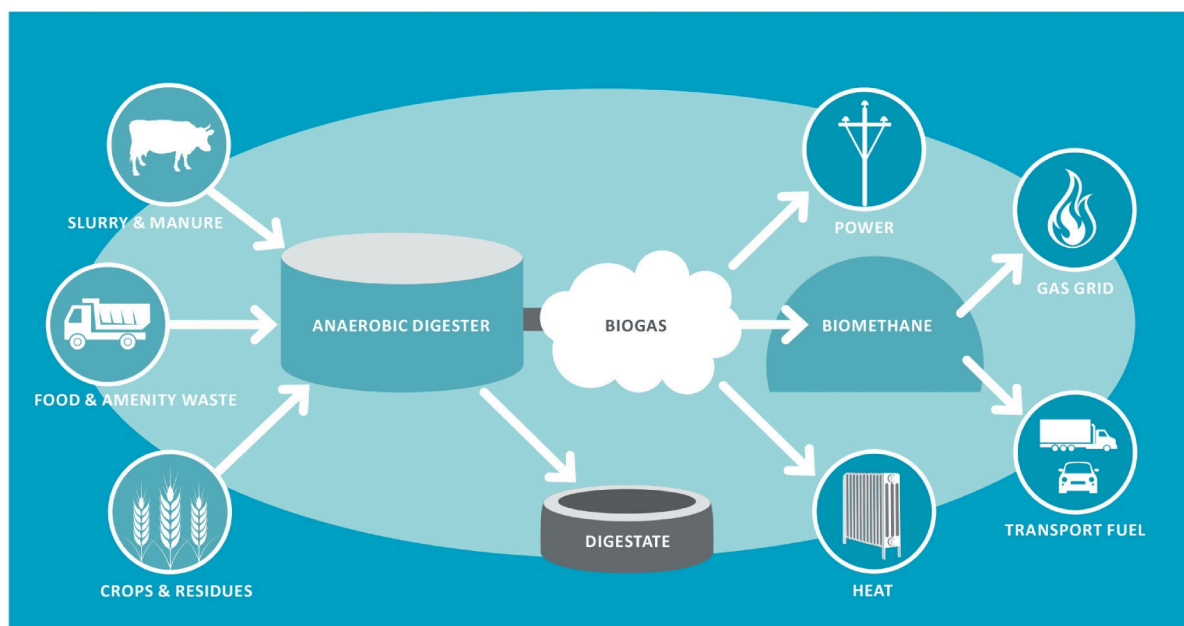 SLURRY & MANURE
FOOD & AMENITY WASTE
CROPS & RESIDUES
ANAEROBIC DIGESTER
DIGESTATE
BIOGAS
POWER
BIOMETHANE
HEAT
GAS GRID
TRANSPORT FUEL